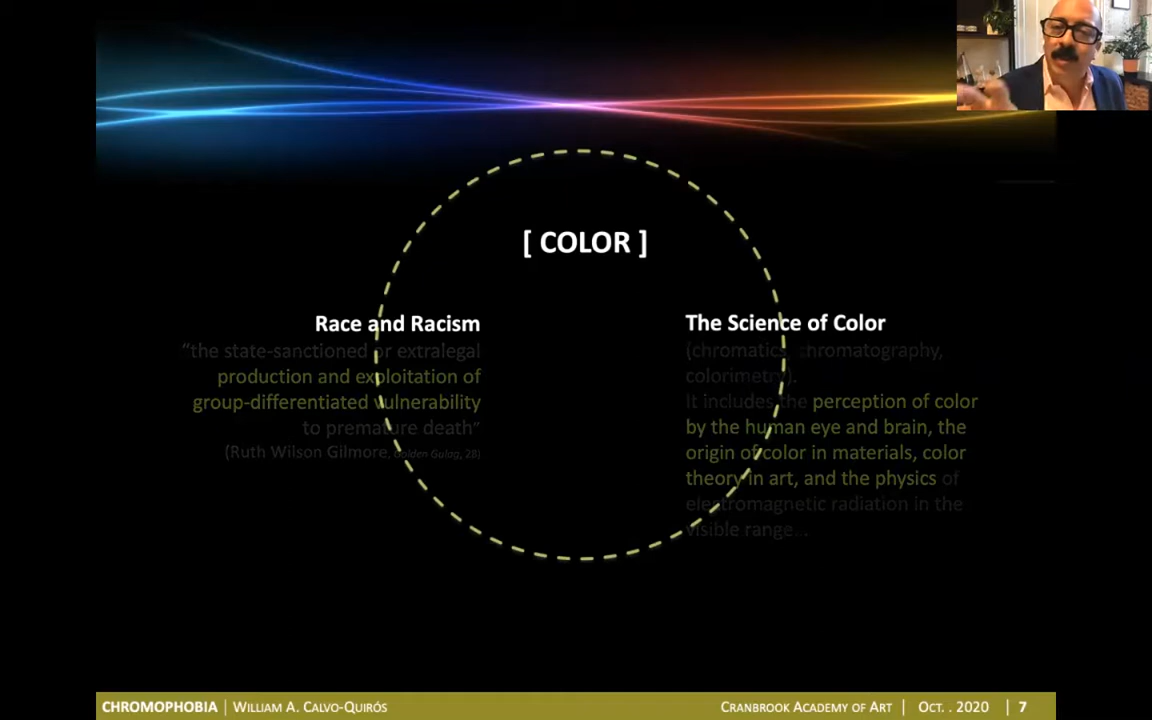 [ COLOR ]
Race and Racism
“the state-sanctioned or extralegal
production and exploitation of
group-differentiated vulnerability
to premature death”
(Ruth Wilson Gilmore, Golden Gulag, 28)
The Science of Color
(chromatics, chromatography,
colorimetry).
It includes the perception of color
by the human eye and brain, the
origin of color in materials, color
theory in art, and the physics of
electromagnetic radiation in the
visible range. .
CHROMOPHOBIA | WILLIAM A. CALVO-QUIRÓS
CRANBROOK ACADEMY OF ART | OCT. . 2020 | 7